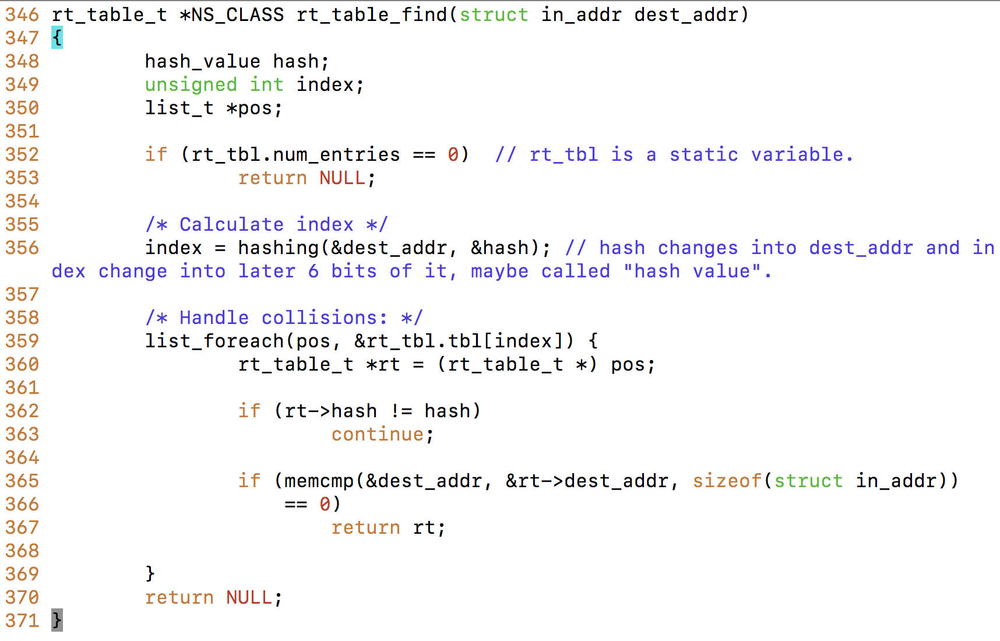 346 rt_table_t *NS_CLASS rt_table_find(struct in_addr dest_addr)
347 {
348         hash_value hash;
349         unsigned int index;
350         list_t *pos;
351
352         if (rt_tbl.num_entries == 0)  // rt_tbl is a static variable.
353                 return NULL;
354
355         /* Calculate index */
356         index = hashing(&dest_addr, &hash); // hash changes into dest_addr and in
    dex change into later 6 bits of it, maybe called "hash value".
357
358         /* Handle collisions: */
359         list_foreach(pos, &rt_tbl.tbl[index]) {
360                 rt_table_t *rt = (rt_table_t *) pos;
361
362                 if (rt->hash != hash)
363                         continue;
364
365                 if (memcmp(&dest_addr, &rt->dest_addr, sizeof(struct in_addr))
366                     == 0)
367                         return rt;
368
369         }
370         return NULL;
371 }